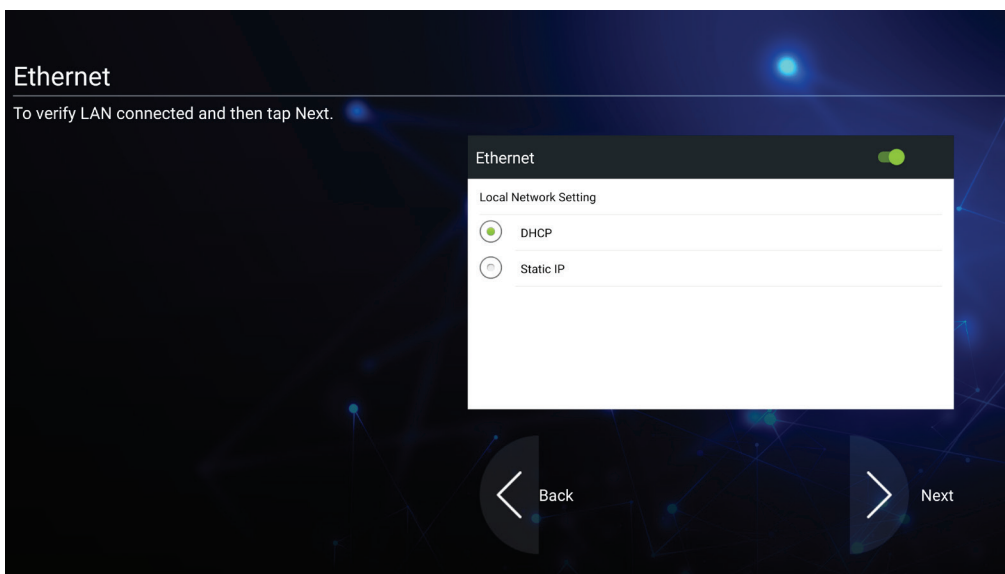 Ethernet
To verify LAN connected and then tap Next.
Ethernet
Local Network Setting
DHCP
Static IP
Back
Next